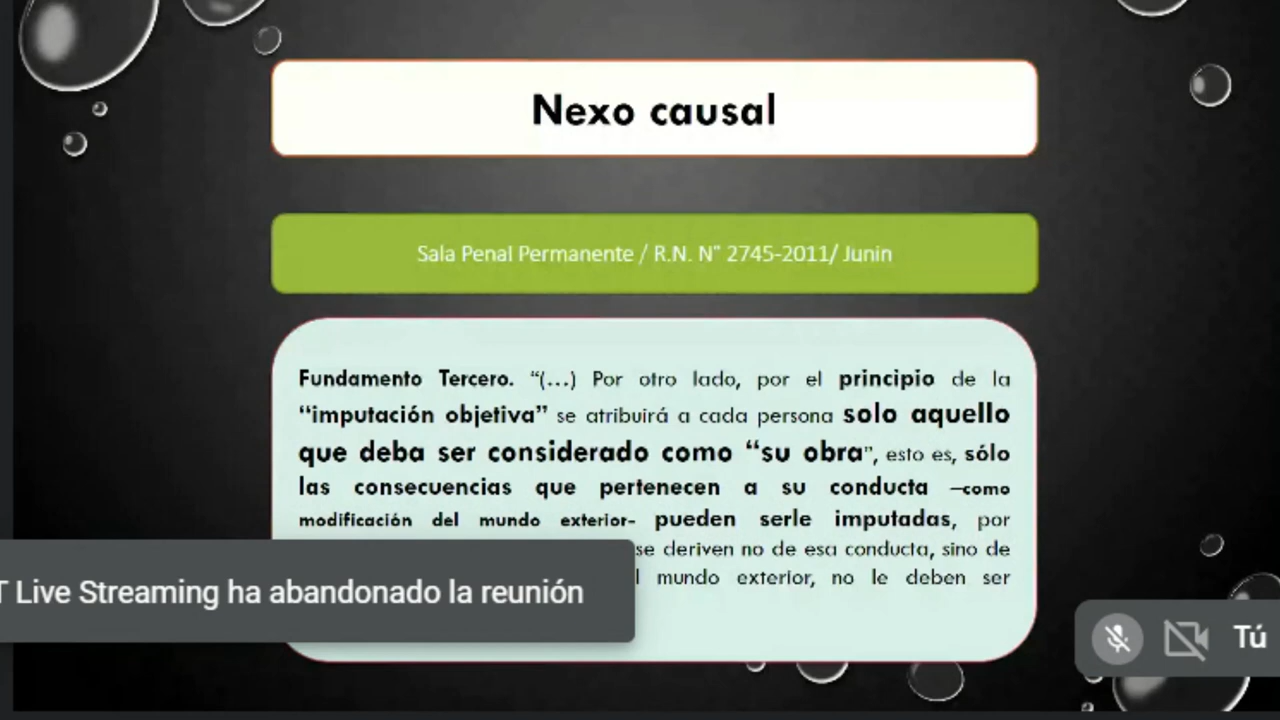 Nexo causal
Sala Penal Permanente / R.N. N° 2745-2011/ Junin
Fundamento Tercero. “(...) Por otro lado, por el principio de la
“imputación objetiva” se atribuirá a cada persona solo aquello
que deba ser considerado como “su obra”, esto es, sólo
las consecuencias que pertenecen a su conducta –como
modificación del mundo exterior- pueden serle imputadas, por
se deriven no de esa conducta, sino de
mundo exterior, no le deben ser
Live Streaming ha abandonado la reunión
Tú